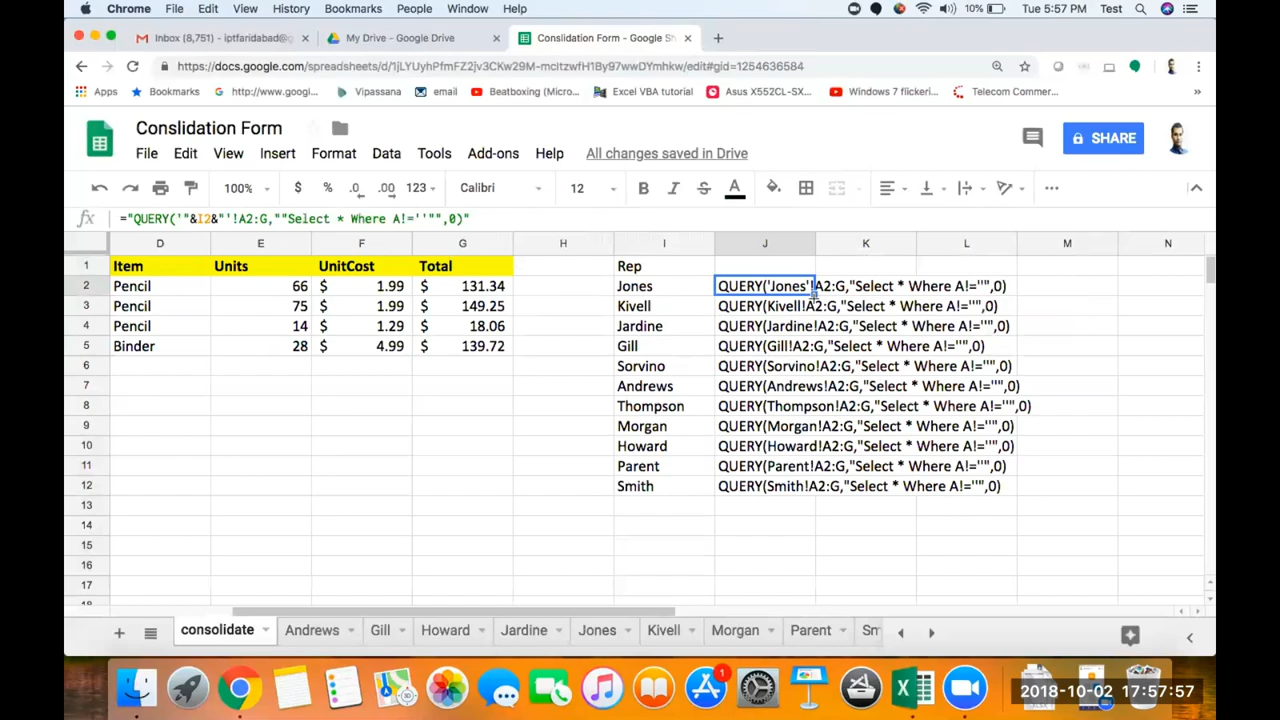 Chrome File Edit View History Bookmarks People Window Help 10% Tue 5:57 PM Test
Inbox (8,751) - iptfaridabad@g
My Drive - Google Drive
Conslidation Form - Google Sh
https://docs.google.com/spreadsheets/d/1jLYUyhPfmFZ2jv3CKw29M-mcitzwfH1By97wwDYmhkw/edit#gid=1254636584
Apps Bookmarks http://www.googl... Vipassana email Beatboxing (Micro... Excel VBA tutorial Asus X552CL-SX... Windows 7 flickeri... Telecom Commer... »
Conslidation Form
SHARE
File Edit View Insert Format Data Tools Add-ons Help All changes saved in Drive
100% $ % .0 .00 123 Calibri 12 B I S A
fx ="QUERY('"&I2&"'!A2:G,""Select * Where A!=''"",0)"
D E F G H I J K L M N
1 Item Units UnitCost Total Rep
2 Pencil 66 $ 1.99 $ 131.34 Jones QUERY('Jones'!A2:G,"Select * Where A!=''",0)
3 Pencil 75 $ 1.99 $ 149.25 Kivell QUERY(Kivell!A2:G,"Select * Where A!=''",0)
4 Pencil 14 $ 1.29 $ 18.06 Jardine QUERY(Jardine!A2:G,"Select * Where A!=''",0)
5 Binder 28 $ 4.99 $ 139.72 Gill QUERY(Gill!A2:G,"Select * Where A!=''",0)
6 Sorvino QUERY(Sorvino!A2:G,"Select * Where A!=''",0)
7 Andrews QUERY(Andrews!A2:G,"Select * Where A!=''",0)
8 Thompson QUERY(Thompson!A2:G,"Select * Where A!=''",0)
9 Morgan QUERY(Morgan!A2:G,"Select * Where A!=''",0)
10 Howard QUERY(Howard!A2:G,"Select * Where A!=''",0)
11 Parent QUERY(Parent!A2:G,"Select * Where A!=''",0)
12 Smith QUERY(Smith!A2:G,"Select * Where A!=''",0)
13
14
15
16
17
18
consolidate Andrews Gill Howard Jardine Jones Kivell Morgan Parent Sm
1
2018-10-02 17:57:57